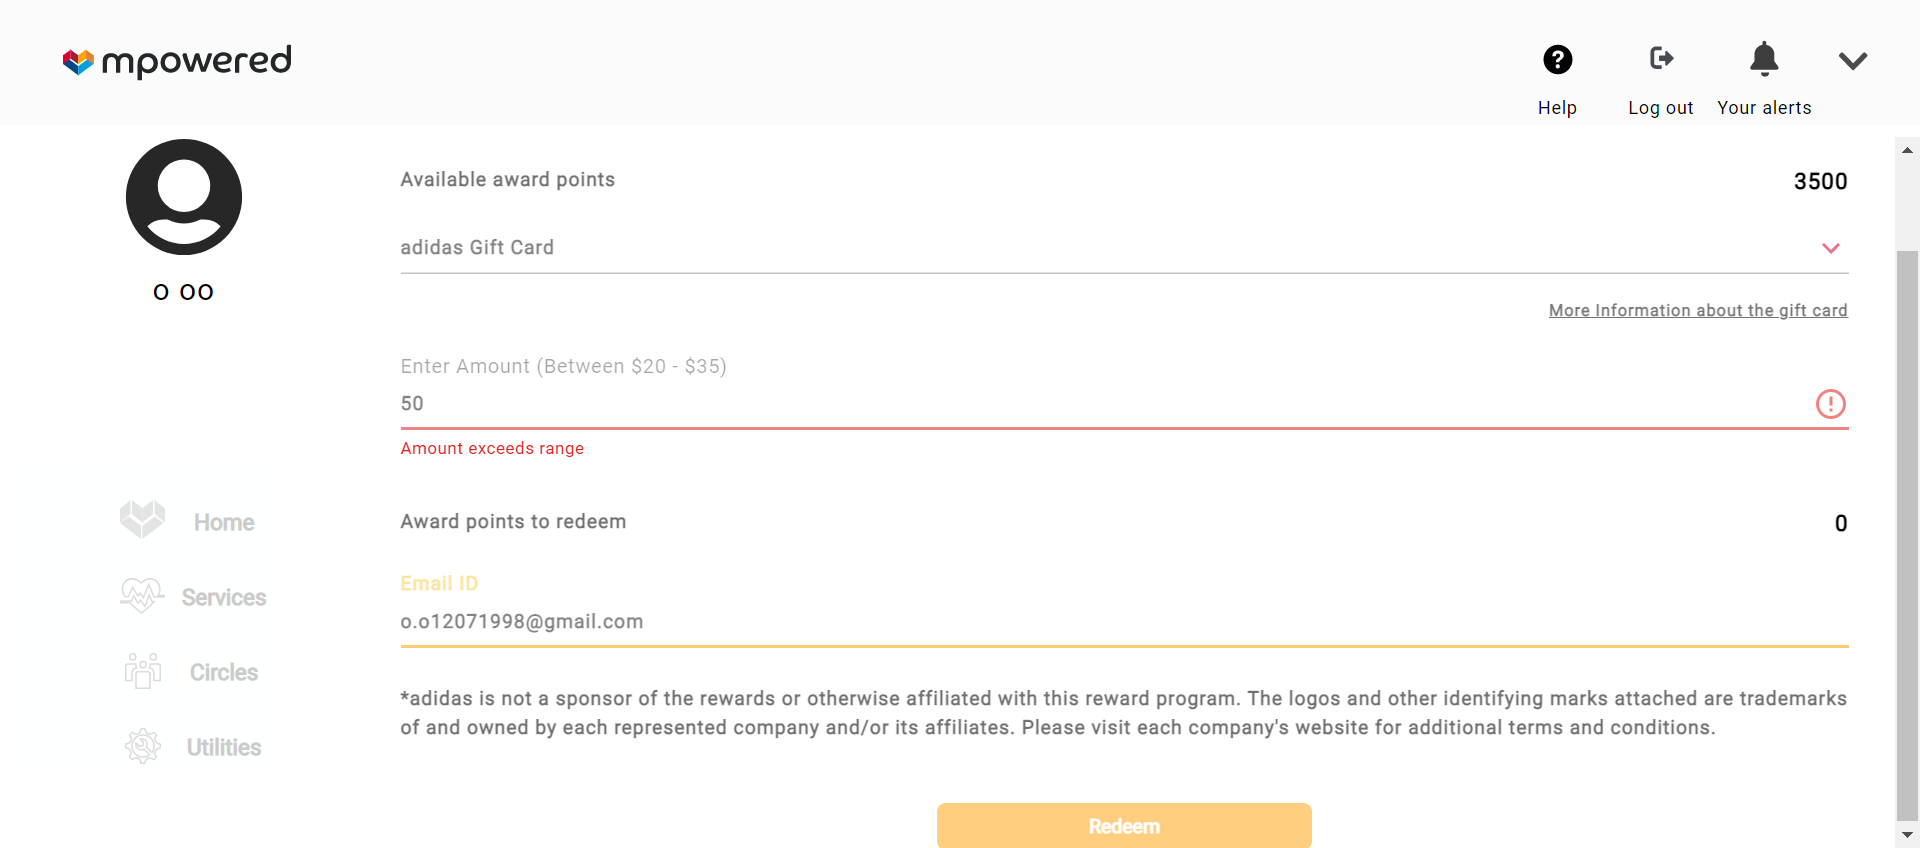 mpowered
Help
Log out
Your alerts
O OO
Available award points
3500
adidas Gift Card
More Information about the gift card
Enter Amount (Between $20 - $35)
50
Amount exceeds range
Home
Services
Circles
Utilities
Award points to redeem
0
Email ID
o.o12071998@gmail.com
*adidas is not a sponsor of the rewards or otherwise affiliated with this reward program. The logos and other identifying marks attached are trademarks
of and owned by each represented company and/or its affiliates. Please visit each company's website for additional terms and conditions.
Redeem